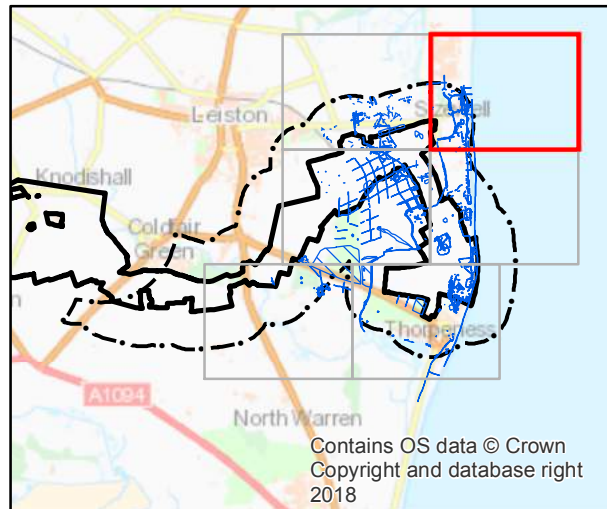 Leiston
Sizewell
Knodishall
Coldfair
Green
Thorpeness
A1094
North Warren
Contains OS data © Crown
Copyright and database right
2018